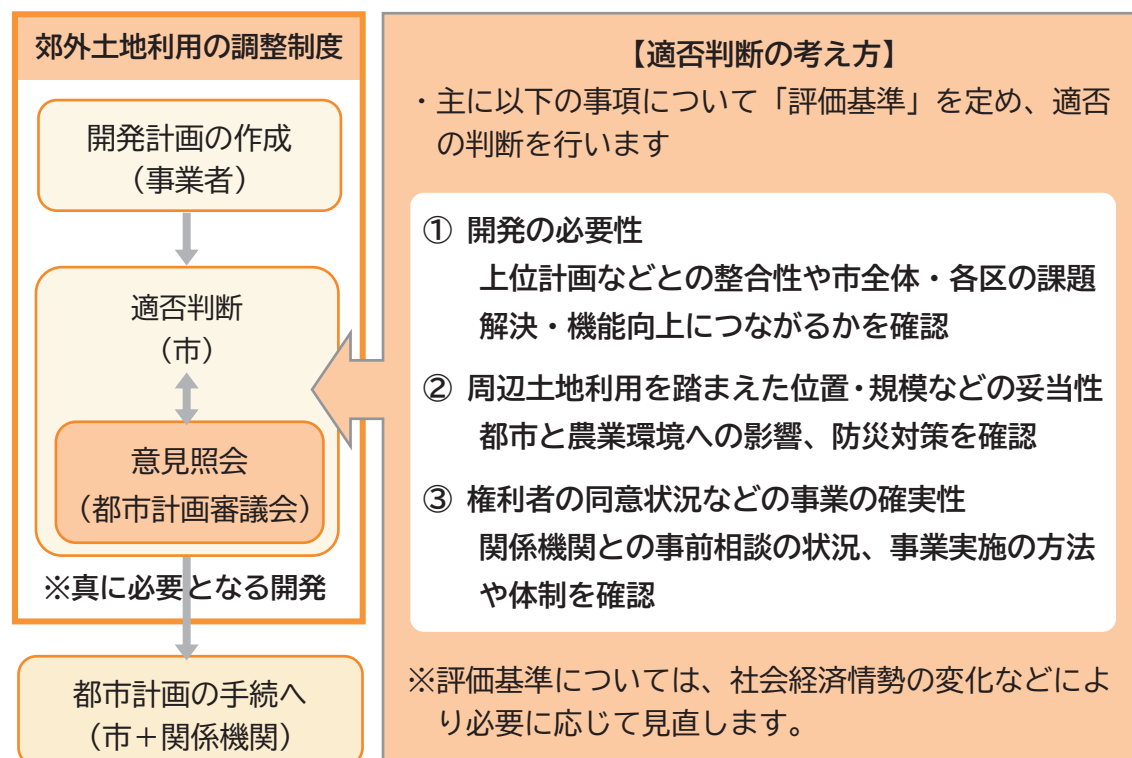 郊外土地利用の調整制度
開発計画の作成
（事業者）
適否判断
（市）
意見照会
（都市計画審議会）
※真に必要となる開発
都市計画の手続へ
（市＋関係機関）
【適否判断の考え方】
・主に以下の事項について「評価基準」を定め、適否
の判断を行います
① 開発の必要性
上位計画などとの整合性や市全体・各区の課題
解決・機能向上につながるかを確認
② 周辺土地利用を踏まえた位置・規模などの妥当性
都市と農業環境への影響、防災対策を確認
③ 権利者の同意状況などの事業の確実性
関係機関との事前相談の状況、事業実施の方法
や体制を確認
※評価基準については、社会経済情勢の変化などによ
り必要に応じて見直します。